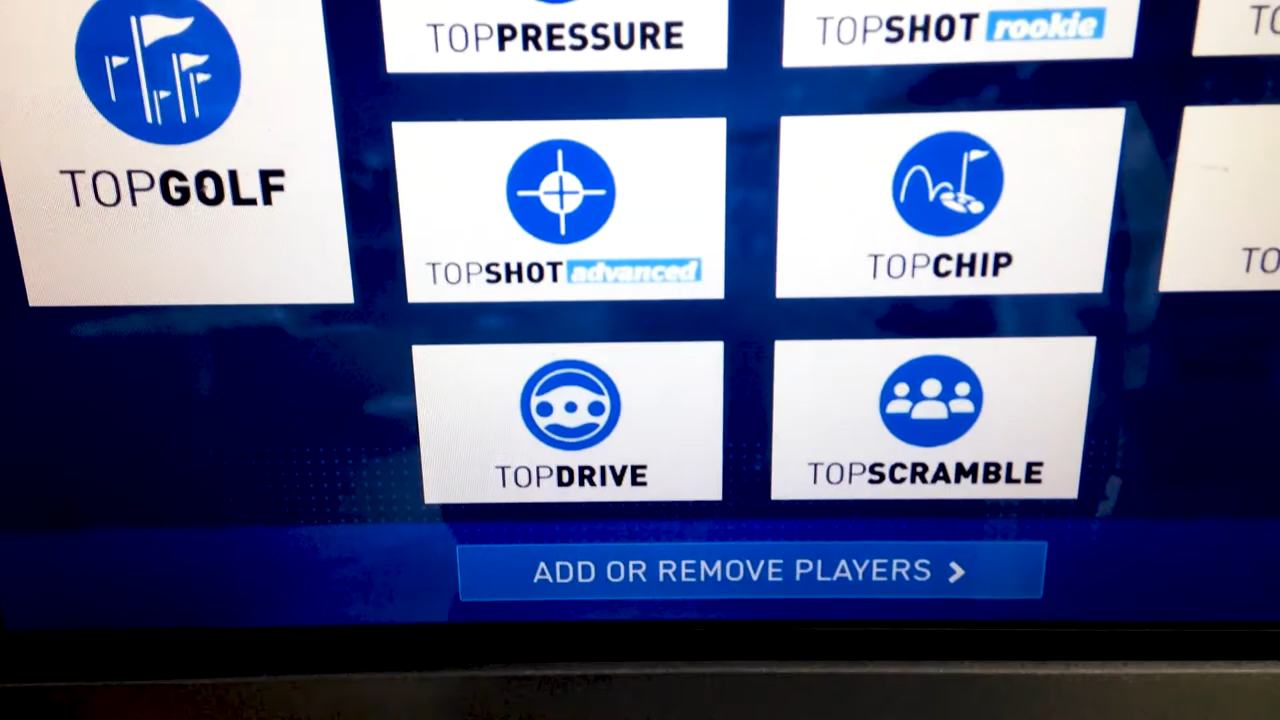 TOPPRESSURE
TOPSHOT rookie
TOPGOLF
TOPSHOT advanced
TOPCHIP
TOPDRIVE
TOPSCRAMBLE
ADD OR REMOVE PLAYERS >